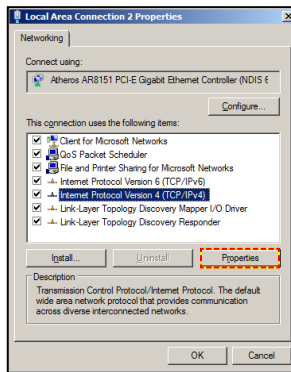 Local Area Connection 2 Properties
Networking
Connect using:
Atheros AR8151 PCI-E Gigabit Ethernet Controller (NDIS 6
Configure...
This connection uses the following items:
Client for Microsoft Networks
QoS Packet Scheduler
File and Printer Sharing for Microsoft Networks
Internet Protocol Version 6 (TCP/IPv6)
Internet Protocol Version 4 (TCP/IPv4)
Link-Layer Topology Discovery Mapper I/O Driver
Link-Layer Topology Discovery Responder
Install... Uninstall Properties
Description
Transmission Control Protocol/Internet Protocol. The default
wide area network protocol that provides communication
across diverse interconnected networks.
OK Cancel